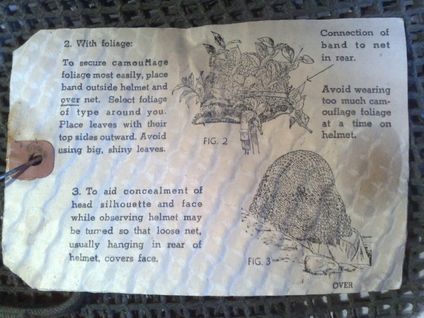 2. With foliage:
To secure camouflage
foliage most easily, place
band outside helmet and
over net. Select foliage
of type around you.
Place leaves with their
top sides outward. Avoid
using big, shiny leaves.
FIG. 2
Connection of
band to net
in rear.
Avoid wearing
too much cam-
ouflage foliage
at a time on
helmet.
3. To aid concealment of
head silhouette and face
while observing helmet may
be turned so that loose net,
usually hanging in rear of
helmet, covers face.
FIG. 3
OVER